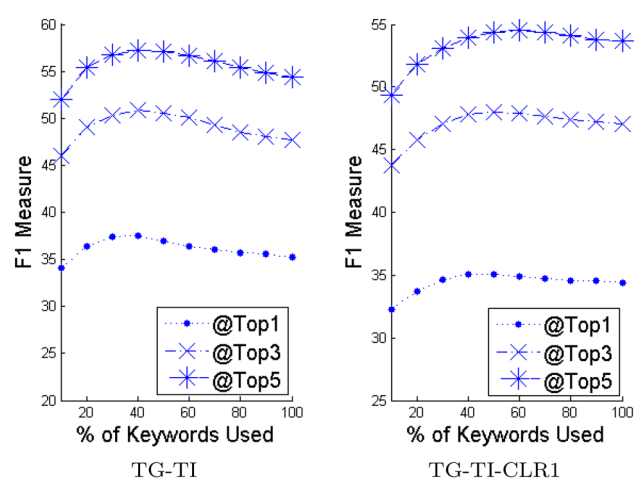 60
55
50
45
40
35
30
25
20
F1 Measure
@Top1
@Top3
@Top5
20 40 60 80 100
% of Keywords Used
TG-TI
55
50
45
40
35
30
25
F1 Measure
@Top1
@Top3
@Top5
20 40 60 80 100
% of Keywords Used
TG-TI-CLR1